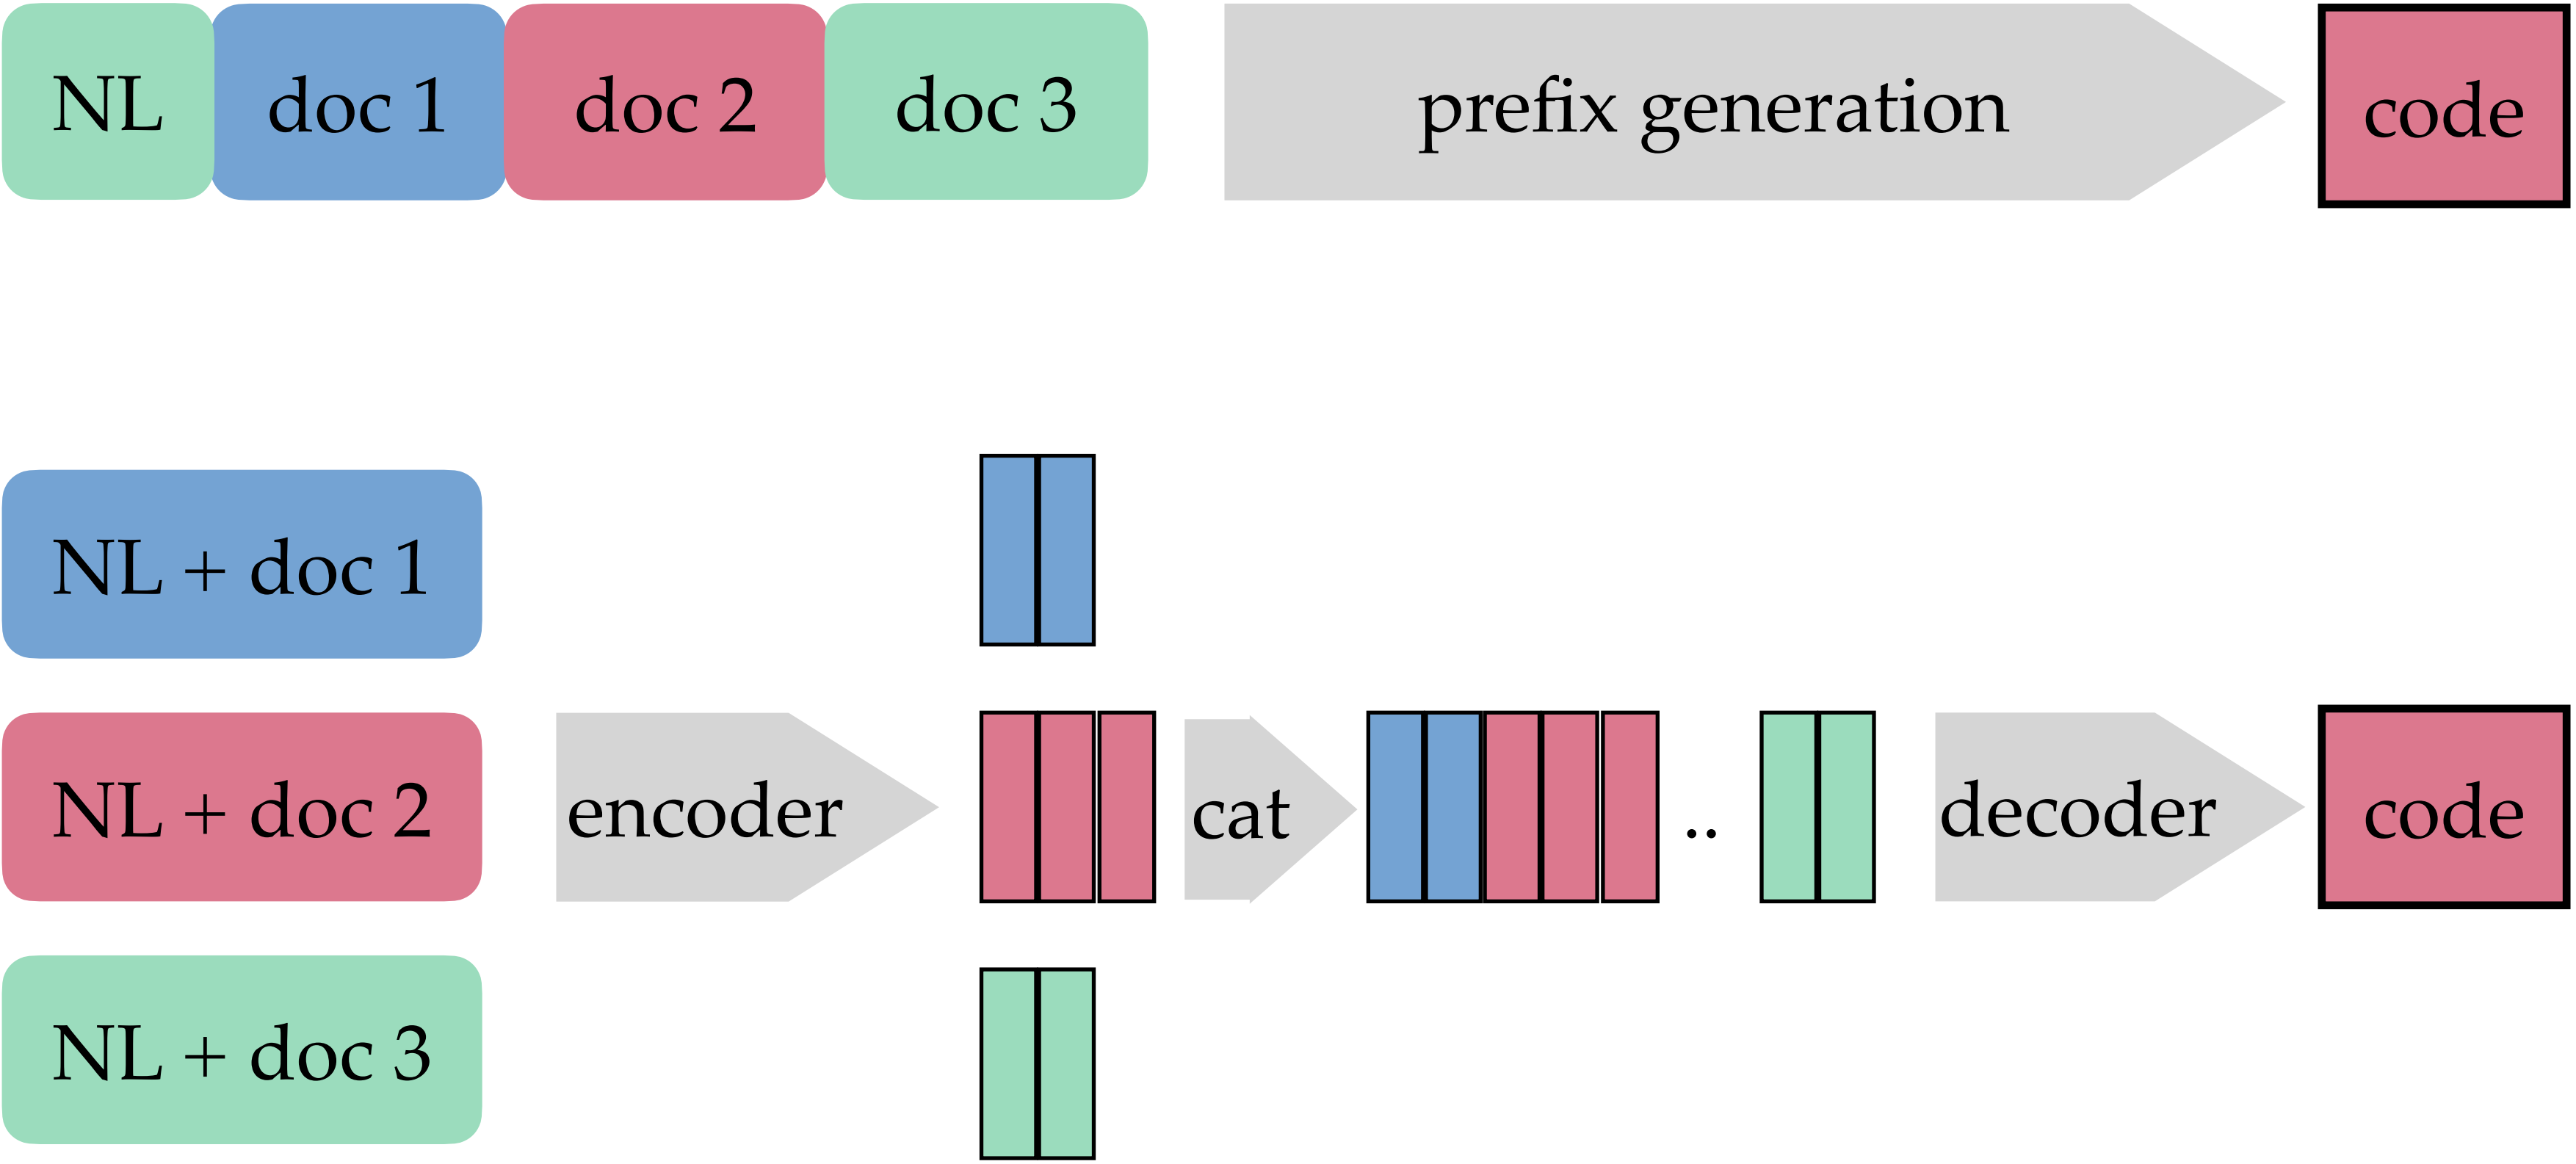 NL doc 1 doc 2 doc 3 prefix generation code
NL + doc 1
NL + doc 2 encoder cat .. decoder code
NL + doc 3